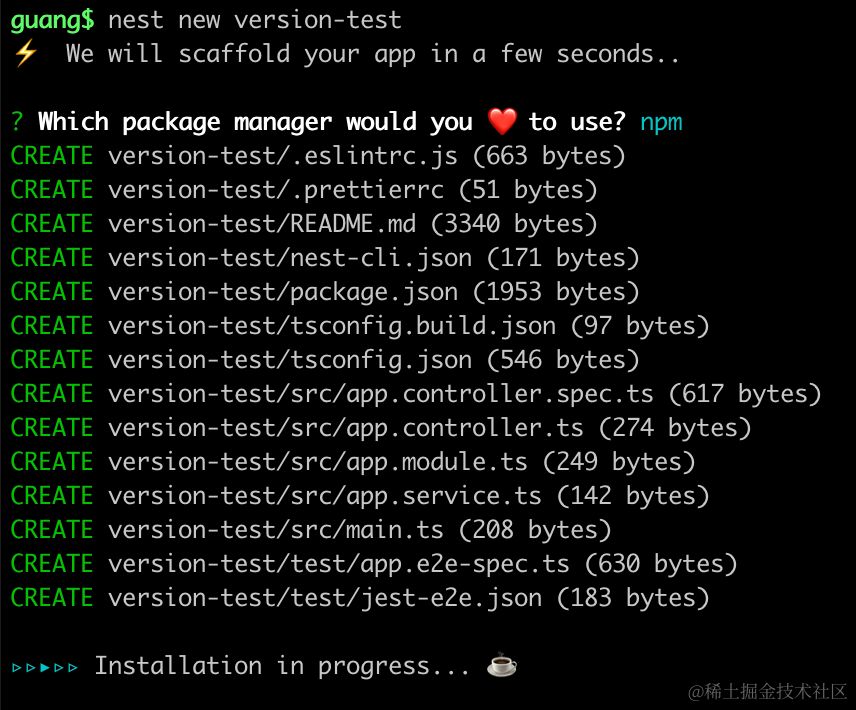 guang$ nest new version-test
⚡ We will scaffold your app in a few seconds..
? Which package manager would you ❤️ to use? npm
CREATE version-test/.eslintrc.js (663 bytes)
CREATE version-test/.prettierrc (51 bytes)
CREATE version-test/README.md (3340 bytes)
CREATE version-test/nest-cli.json (171 bytes)
CREATE version-test/package.json (1953 bytes)
CREATE version-test/tsconfig.build.json (97 bytes)
CREATE version-test/tsconfig.json (546 bytes)
CREATE version-test/src/app.controller.spec.ts (617 bytes)
CREATE version-test/src/app.controller.ts (274 bytes)
CREATE version-test/src/app.module.ts (249 bytes)
CREATE version-test/src/app.service.ts (142 bytes)
CREATE version-test/src/main.ts (208 bytes)
CREATE version-test/test/app.e2e-spec.ts (630 bytes)
CREATE version-test/test/jest-e2e.json (183 bytes)
▹▹▸▹▹ Installation in progress... ☕
@稀土掘金技术社区